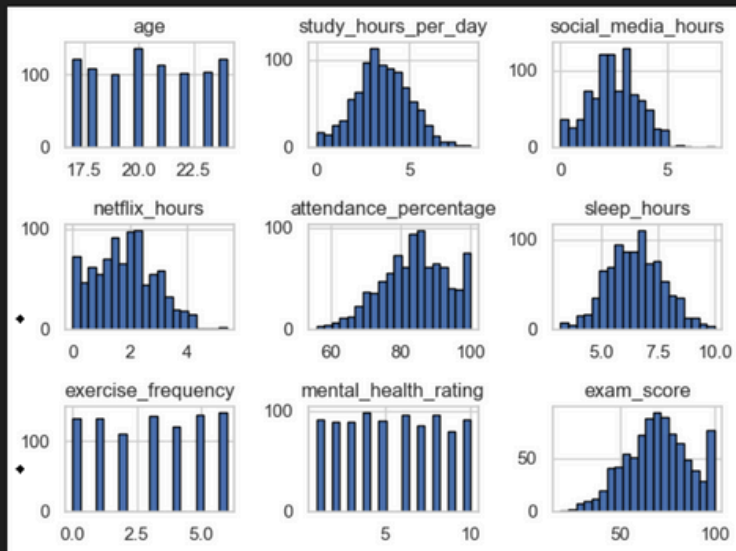 age
study_hours_per_day
social_media_hours
100
0
17.5 20.0 22.5
100
0
0 5
100
0
0 5
netflix_hours
attendance_percentage
sleep_hours
100
0
0 2 4
100
0
60 80 100
100
0
5.0 7.5 10.0
exercise_frequency
mental_health_rating
exam_score
100
0
0.0 2.5 5.0
100
0
5 10
50
0
50 100